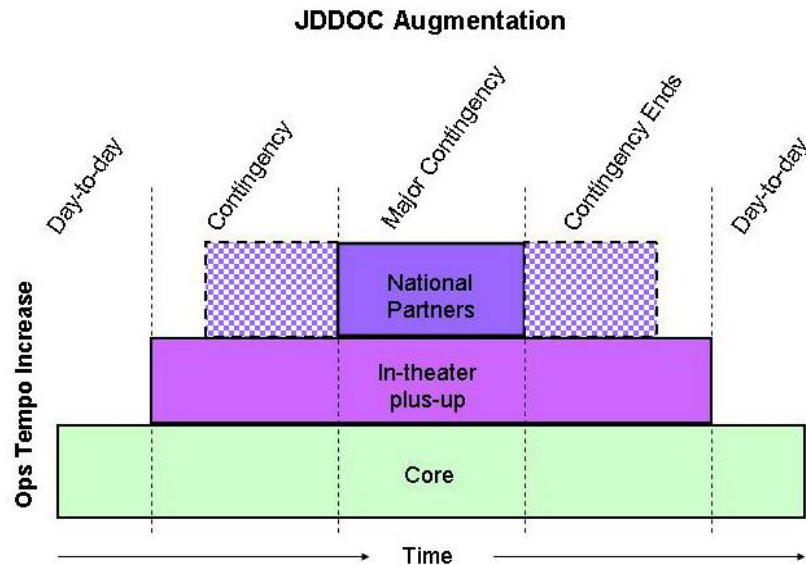 JDDOC Augmentation
Day-to-day
Contingency
Major Contingency
Contingency Ends
Day-to-day
Ops Tempo Increase
National
Partners
In-theater
plus-up
Core
Time